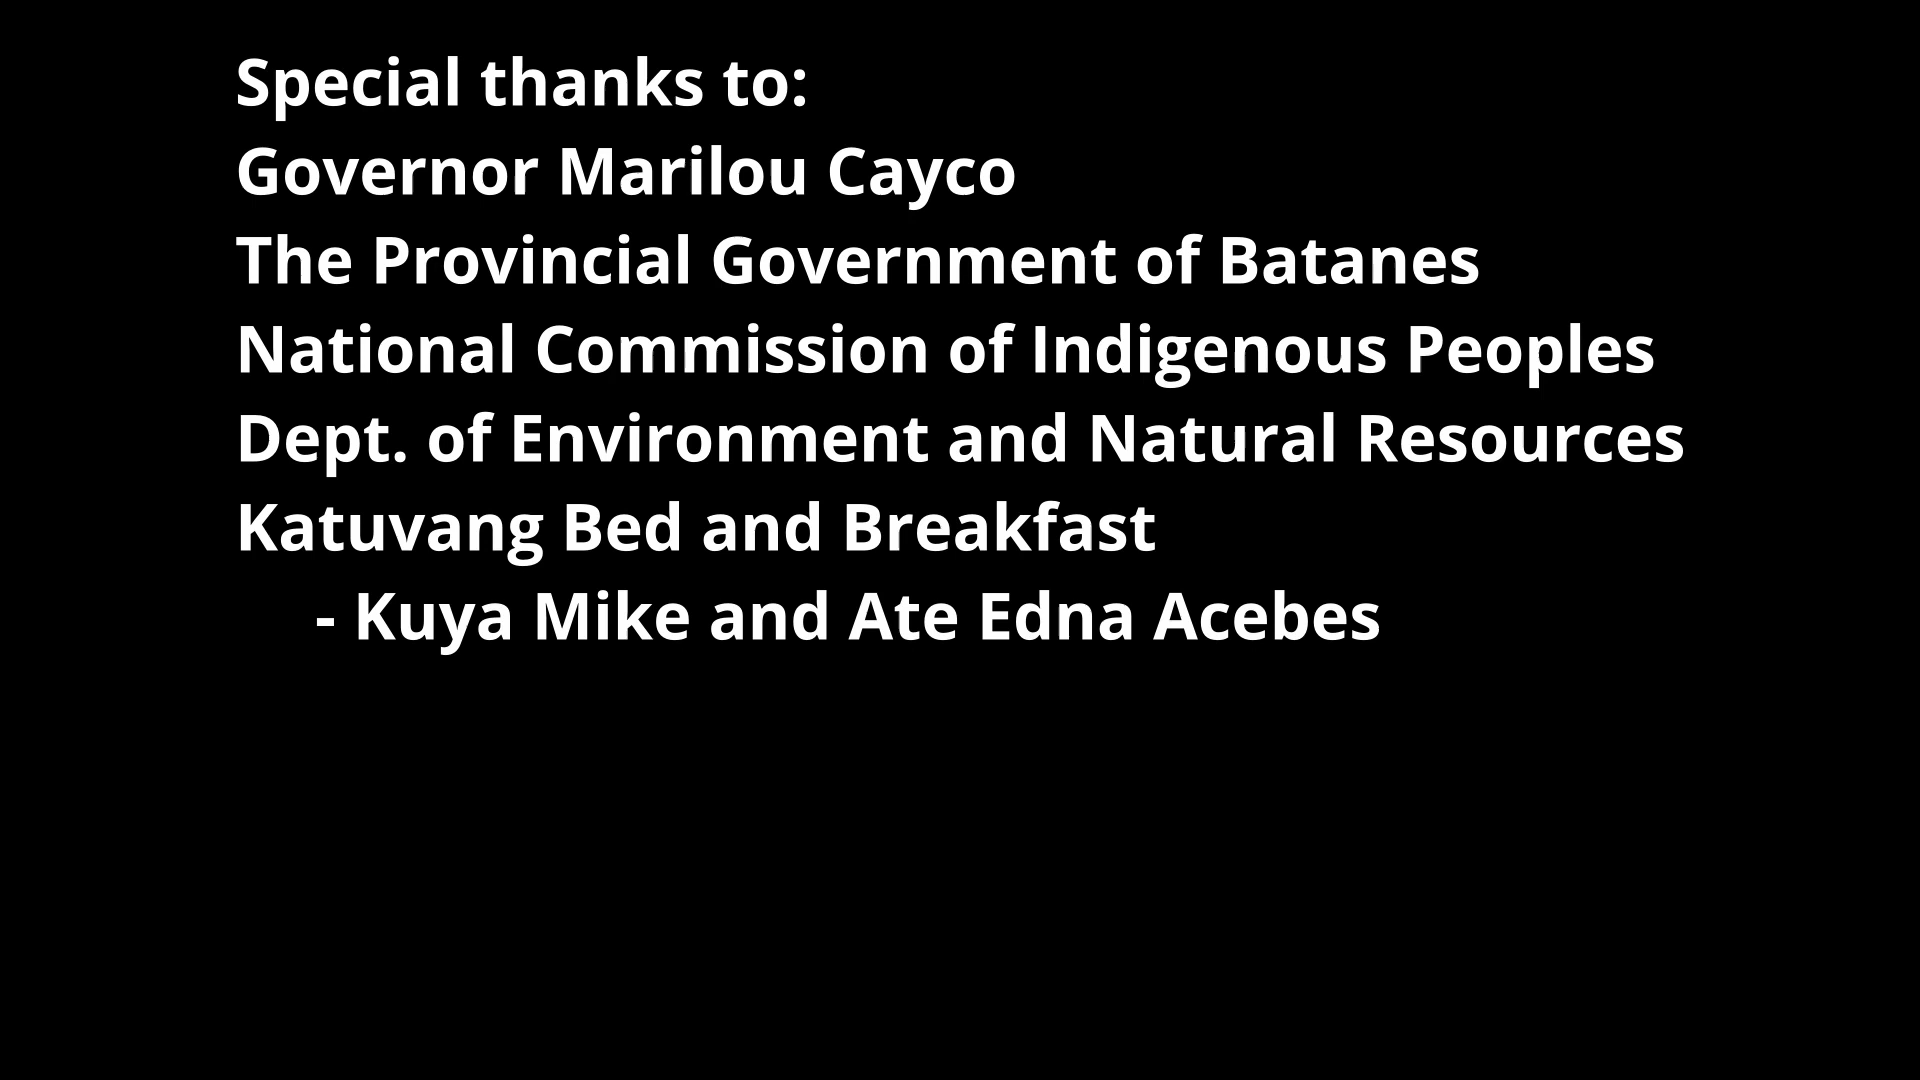 Special thanks to:
Governor Marilou Cayco
The Provincial Government of Batanes
National Commission of Indigenous Peoples
Dept. of Environment and Natural Resources
Katuvang Bed and Breakfast
- Kuya Mike and Ate Edna Acebes